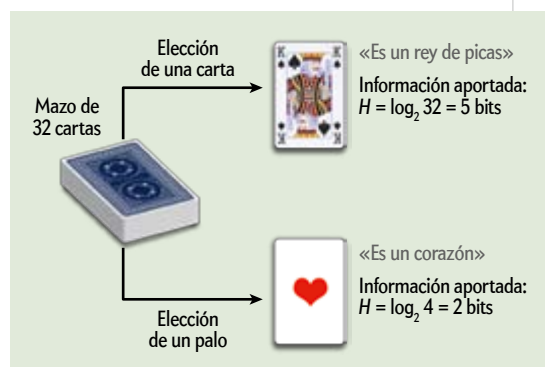 Elección
de una carta
Mazo de
32 cartas
K
K
«Es un rey de picas»
Información aportada:
H = log₂ 32 = 5 bits
Elección
de un palo
«Es un corazón»
Información aportada:
H = log₂ 4 = 2 bits